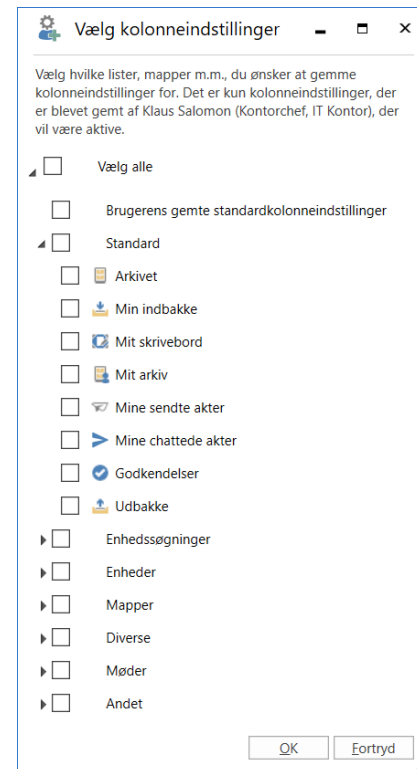 Vælg kolonneindstillinger
Vælg hvilke lister, mapper m.m., du ønsker at gemme
kolonneindstillinger for. Det er kun kolonneindstillinger, der
er blevet gemt af Klaus Salomon (Kontorchef, IT Kontor), der
vil være aktive.
Vælg alle
Brugerens gemte standardkolonneindstillinger
Standard
Arkivet
Min indbakke
Mit skrivebord
Mit arkiv
Mine sendte akter
Mine chattede akter
Godkendelser
Udbakke
Enhedssøgninger
Enheder
Mapper
Diverse
Møder
Andet
OK
Fortryd